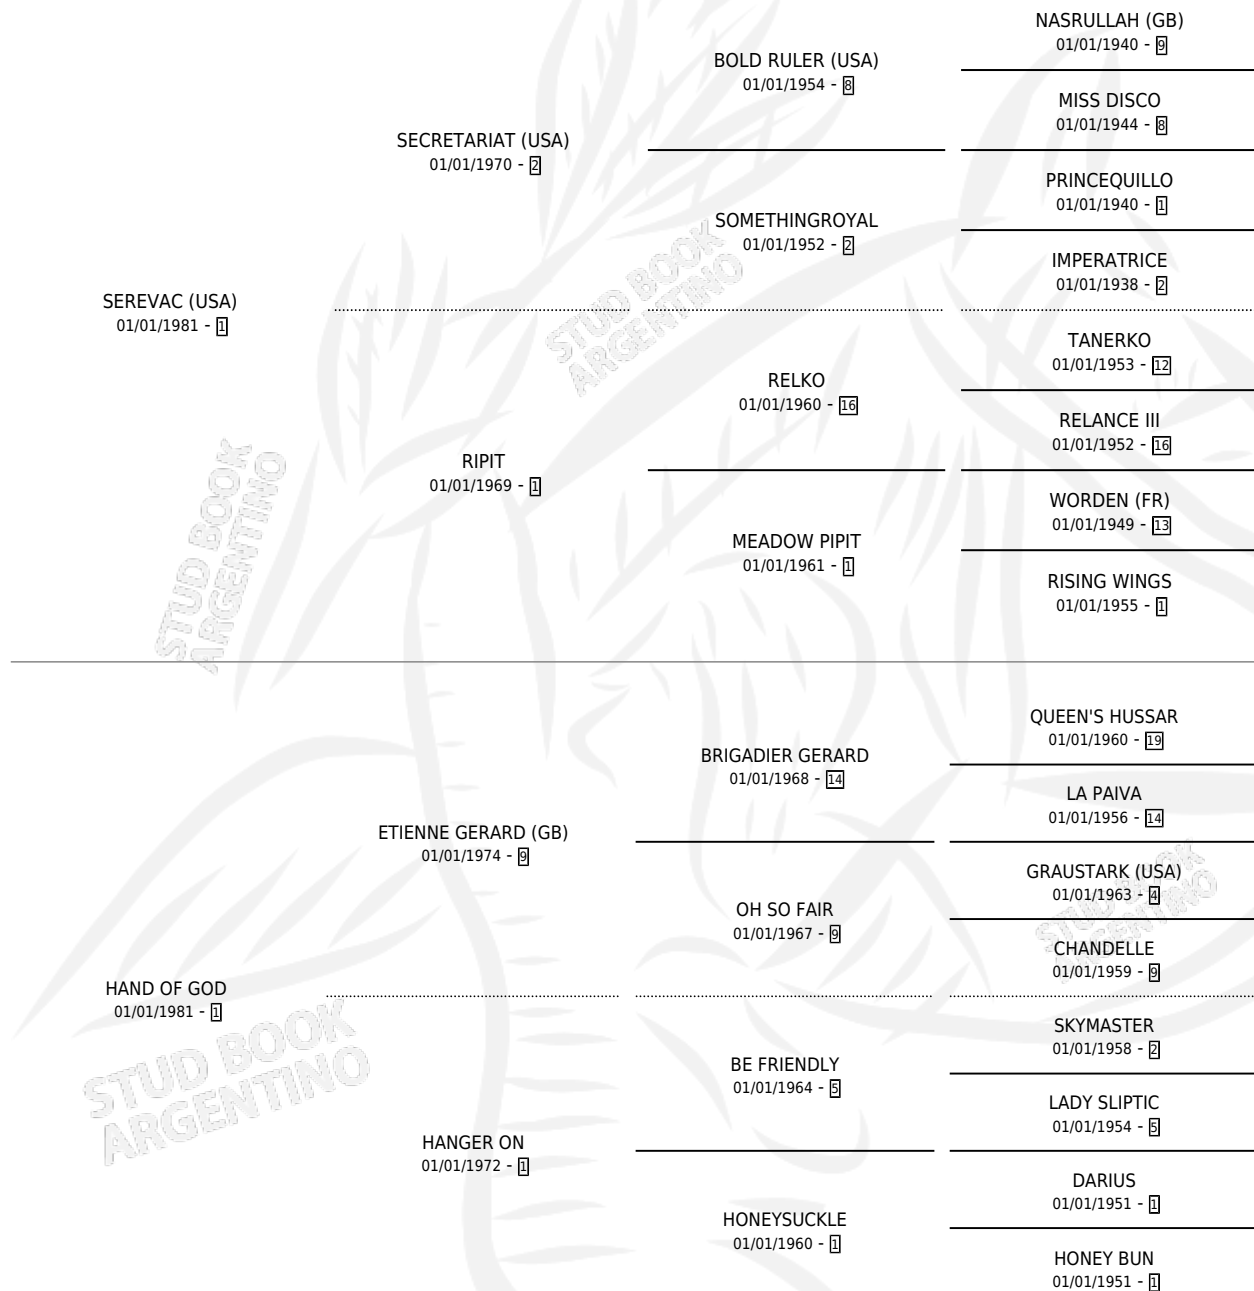 NASRULLAH (GB)
01/01/1940 - 9
BOLD RULER (USA)
01/01/1954 - 8
MISS DISCO
01/01/1944 - 8
SECRETARIAT (USA)
01/01/1970 - 2
PRINCEQUILLO
01/01/1940 - 1
SOMETHINGROYAL
01/01/1952 - 2
IMPERATRICE
01/01/1938 - 2
SEREVAC (USA)
01/01/1981 - 1
TANERKO
01/01/1953 - 12
RELKO
01/01/1960 - 16
RELANCE III
01/01/1952 - 16
RIPIT
01/01/1969 - 1
WORDEN (FR)
01/01/1949 - 13
MEADOW PIPIT
01/01/1961 - 1
RISING WINGS
01/01/1955 - 1
QUEEN'S HUSSAR
01/01/1960 - 19
BRIGADIER GERARD
01/01/1968 - 14
LA PAIVA
01/01/1956 - 14
ETIENNE GERARD (GB)
01/01/1974 - 9
GRAUSTARK (USA)
01/01/1963 - 4
OH SO FAIR
01/01/1967 - 9
CHANDELLE
01/01/1959 - 9
HAND OF GOD
01/01/1981 - 1
SKYMASTER
01/01/1958 - 2
BE FRIENDLY
01/01/1964 - 5
LADY SLIPTIC
01/01/1954 - 5
HANGER ON
01/01/1972 - 1
DARIUS
01/01/1951 - 1
HONEYSUCKLE
01/01/1960 - 1
HONEY BUN
01/01/1951 - 1
STUD BOOK
ARGENTINO
STUD BOOK
ARGENTINO
STUD BOOK
ARGENTINO
STUD BOOK
ARGENTINO